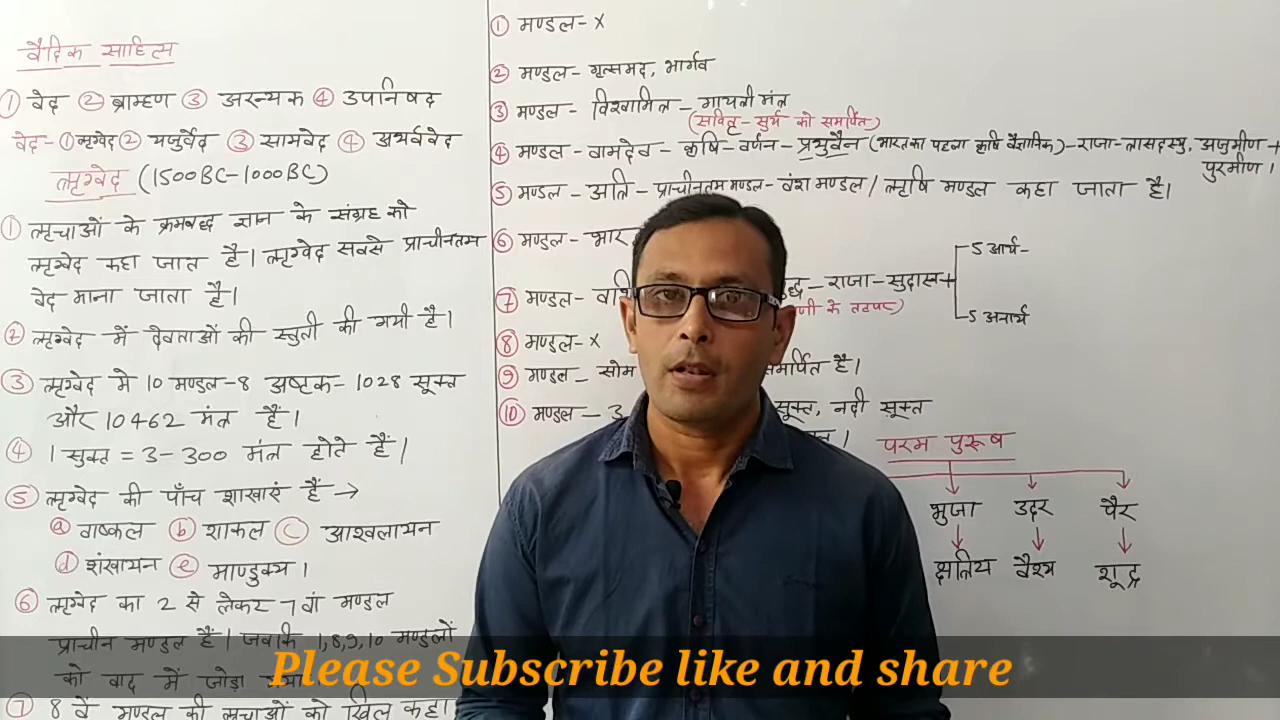 वैदिक साहित्य
① वेद ② ब्राम्हण ③ अरन्यक ④ उपनिषद
वेद- ① ऋग्वेद ② यजुर्वेद ③ सामवेद ④ अथर्ववेद
ऋग्वेद (1500BC-1000BC)
① ऋचाओं के क्रमबद्ध ज्ञान के संग्रह को
ऋग्वेद कहा जात है। ऋग्वेद सबसे प्राचीनतम
वेद माना जाता है।
② ऋग्वेद में देवताओं की स्तुती की गयी है।
③ ऋग्वेद मे 10 मण्डल-8 अष्टक- 1028 सूक्त
और 10462 मंत्र हैं।
④ 1 सुक्त = 3-300 मंत्र होते हैं।
⑤ ऋग्वेद की पाँच शाखाएं हैं →
ⓐ वाष्कल ⓑ शाकल ⓒ आश्वलायन
ⓓ शंखायन ⓔ माण्डुक्य।
⑥ ऋग्वेद का 2 से लेकर 7 वां मण्डल
प्राचीन मण्डल हैं। जबकि 1,8,9,10 मण्डलों
को बाद में जोड़ा
⑦ 8 वें मण्डल की ऋचाओं को खिल कहा
① मण्डल- x
② मण्डल- गृत्समद, भार्गव
③ मण्डल - विश्वामित्र - गायत्री मंत्र
(सवितृ - सुर्य को समर्पित)
④ मण्डल - वामदेव - कृषि-वर्णन- (भारत का पहला कृषि वैज्ञानिक) - राजा-त्रासदस्यु, अजुमीण +
पुरमीण।
⑤ मण्डल - अत्रि - प्राचीनतम मण्डल- वंश मण्डल / ऋषि मण्डल कहा जाता है।
⑥ मण्डल- भार
⑦ मण्डल- वशि द्ध - राजा-सुदास +
5 आर्य-
5 अनार्य
के तटपर)
⑧ मण्डल- x
⑨ मण्डल - सोम समर्पित है।
⑩ मण्डल - 3 सूक्त, नदी सूक्त
परम पुरूष
भुजा उदर पैर
क्षत्रिय वैश्य शूद्र
Please Subscribe like and share